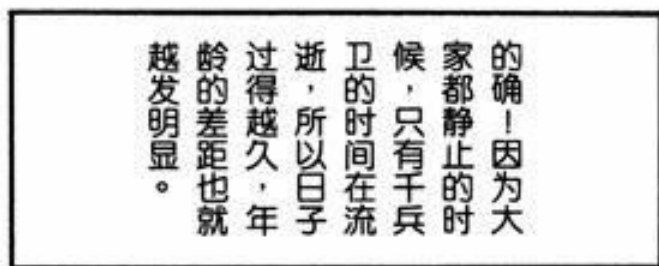 的确！因为大
家都静止的时
候，只有千兵
卫的时间在流
逝，所以日子
过得越久，年
龄的差距也就
越发明显。